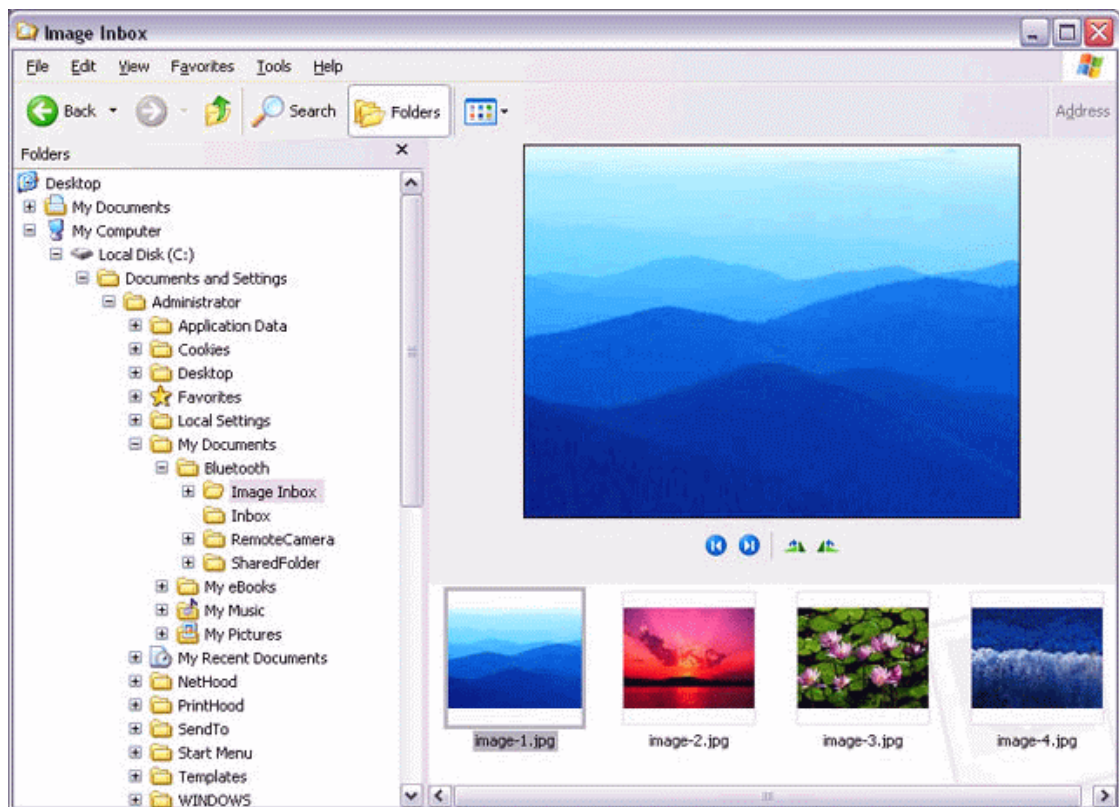 Image Inbox
File Edit View Favorites Tools Help
Back Search Folders Address
Folders
Desktop
My Documents
My Computer
Local Disk (C:)
Documents and Settings
Administrator
Application Data
Cookies
Desktop
Favorites
Local Settings
My Documents
Bluetooth
Image Inbox
Inbox
RemoteCamera
SharedFolder
My eBooks
My Music
My Pictures
My Recent Documents
NetHood
PrintHood
SendTo
Start Menu
Templates
WINDOWS
image-1.jpg image-2.jpg image-3.jpg image-4.jpg